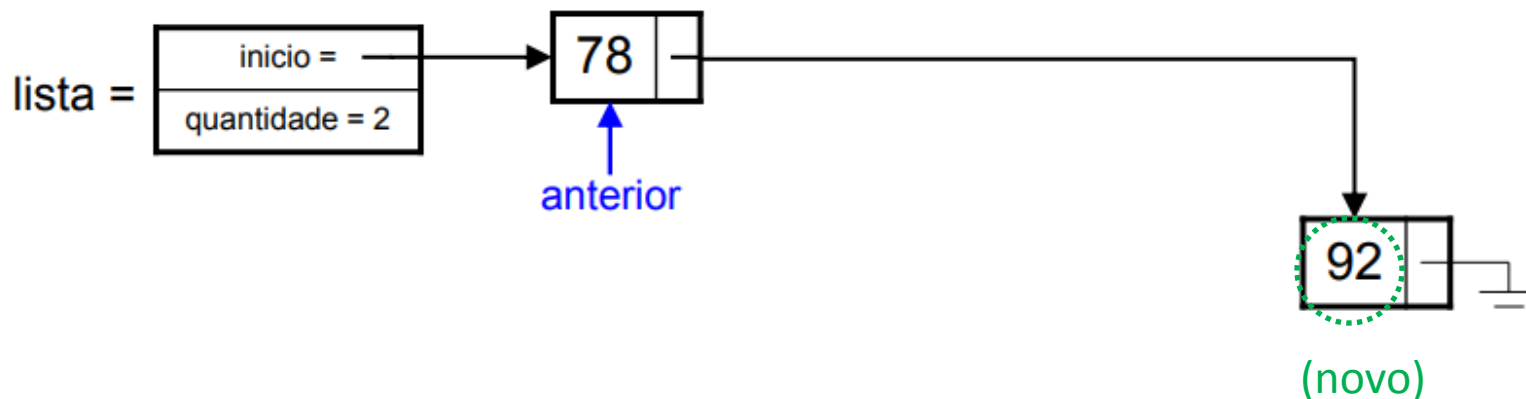 lista =
inicio =
quantidade = 2
78
anterior
92
(novo)